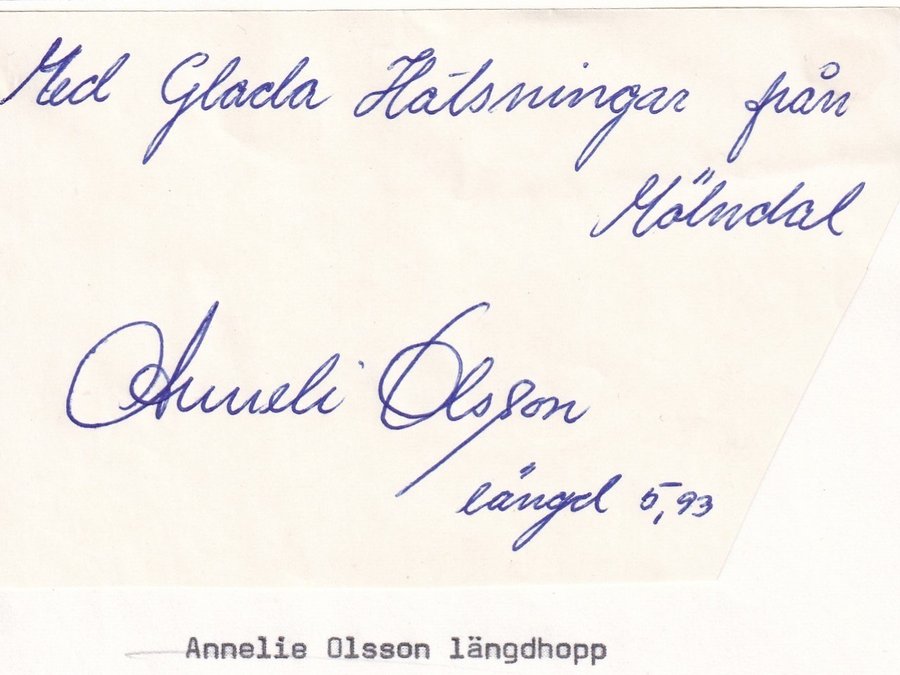 Med Glada Hälsningar från
Mölndal
Anneli Olsson
längd 5,93
Annelie Olsson längdhopp